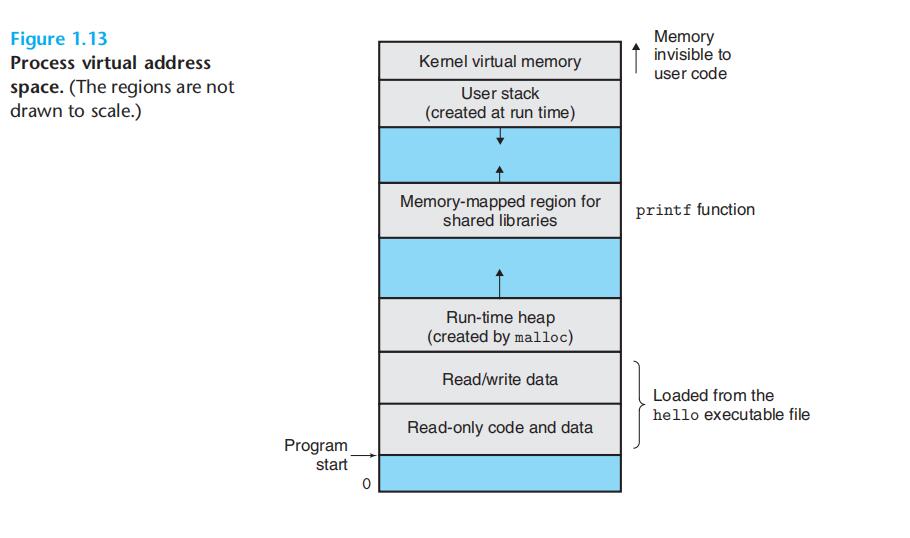 Figure 1.13
Process virtual address
space. (The regions are not
drawn to scale.)
Memory
invisible to
user code
Kernel virtual memory
User stack
(created at run time)
Memory-mapped region for
shared libraries
printf function
Run-time heap
(created by malloc)
Read/write data
Loaded from the
hello executable file
Read-only code and data
Program
start
0